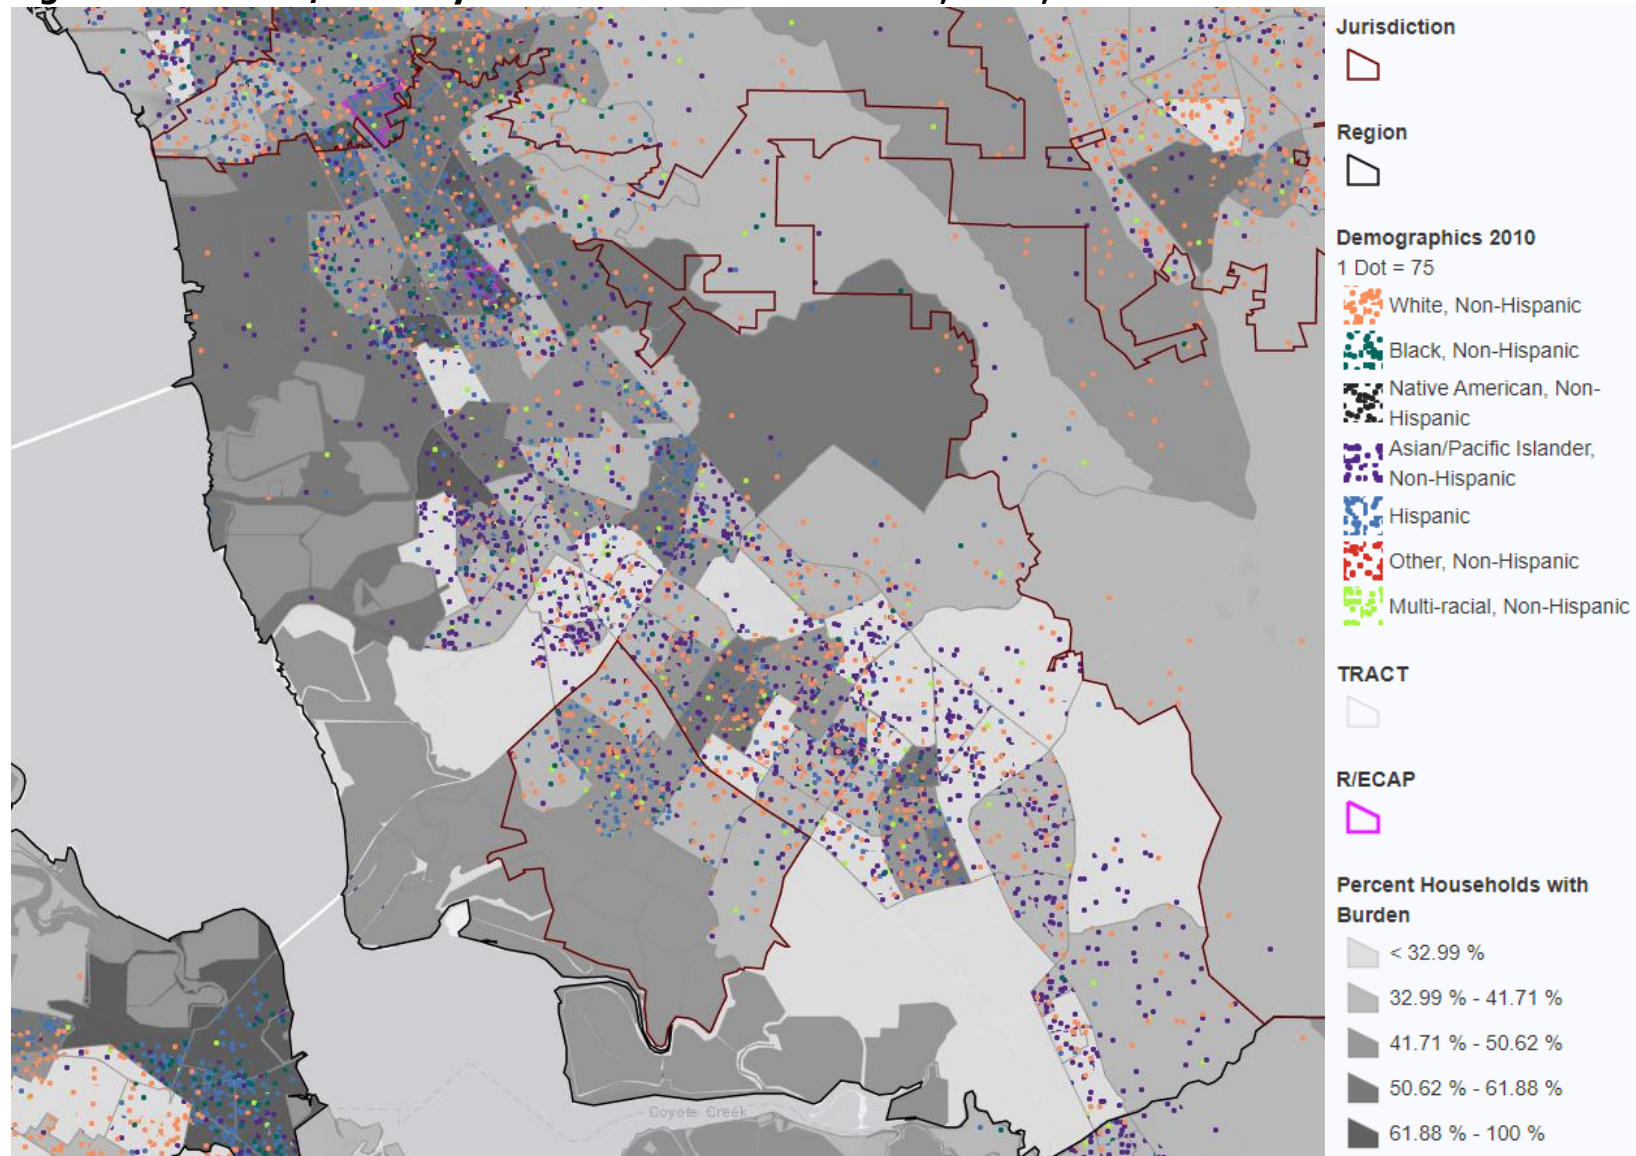 Jurisdiction
Region
Demographics 2010
1 Dot = 75
White, Non-Hispanic
Black, Non-Hispanic
Native American, Non-
Hispanic
Asian/Pacific Islander,
Non-Hispanic
Hispanic
Other, Non-Hispanic
Multi-racial, Non-Hispanic
TRACT
R/ECAP
Percent Households with
Burden
< 32.99 %
32.99 % - 41.71 %
41.71 % - 50.62 %
50.62 % - 61.88 %
61.88 % - 100 %
Coyote Creek